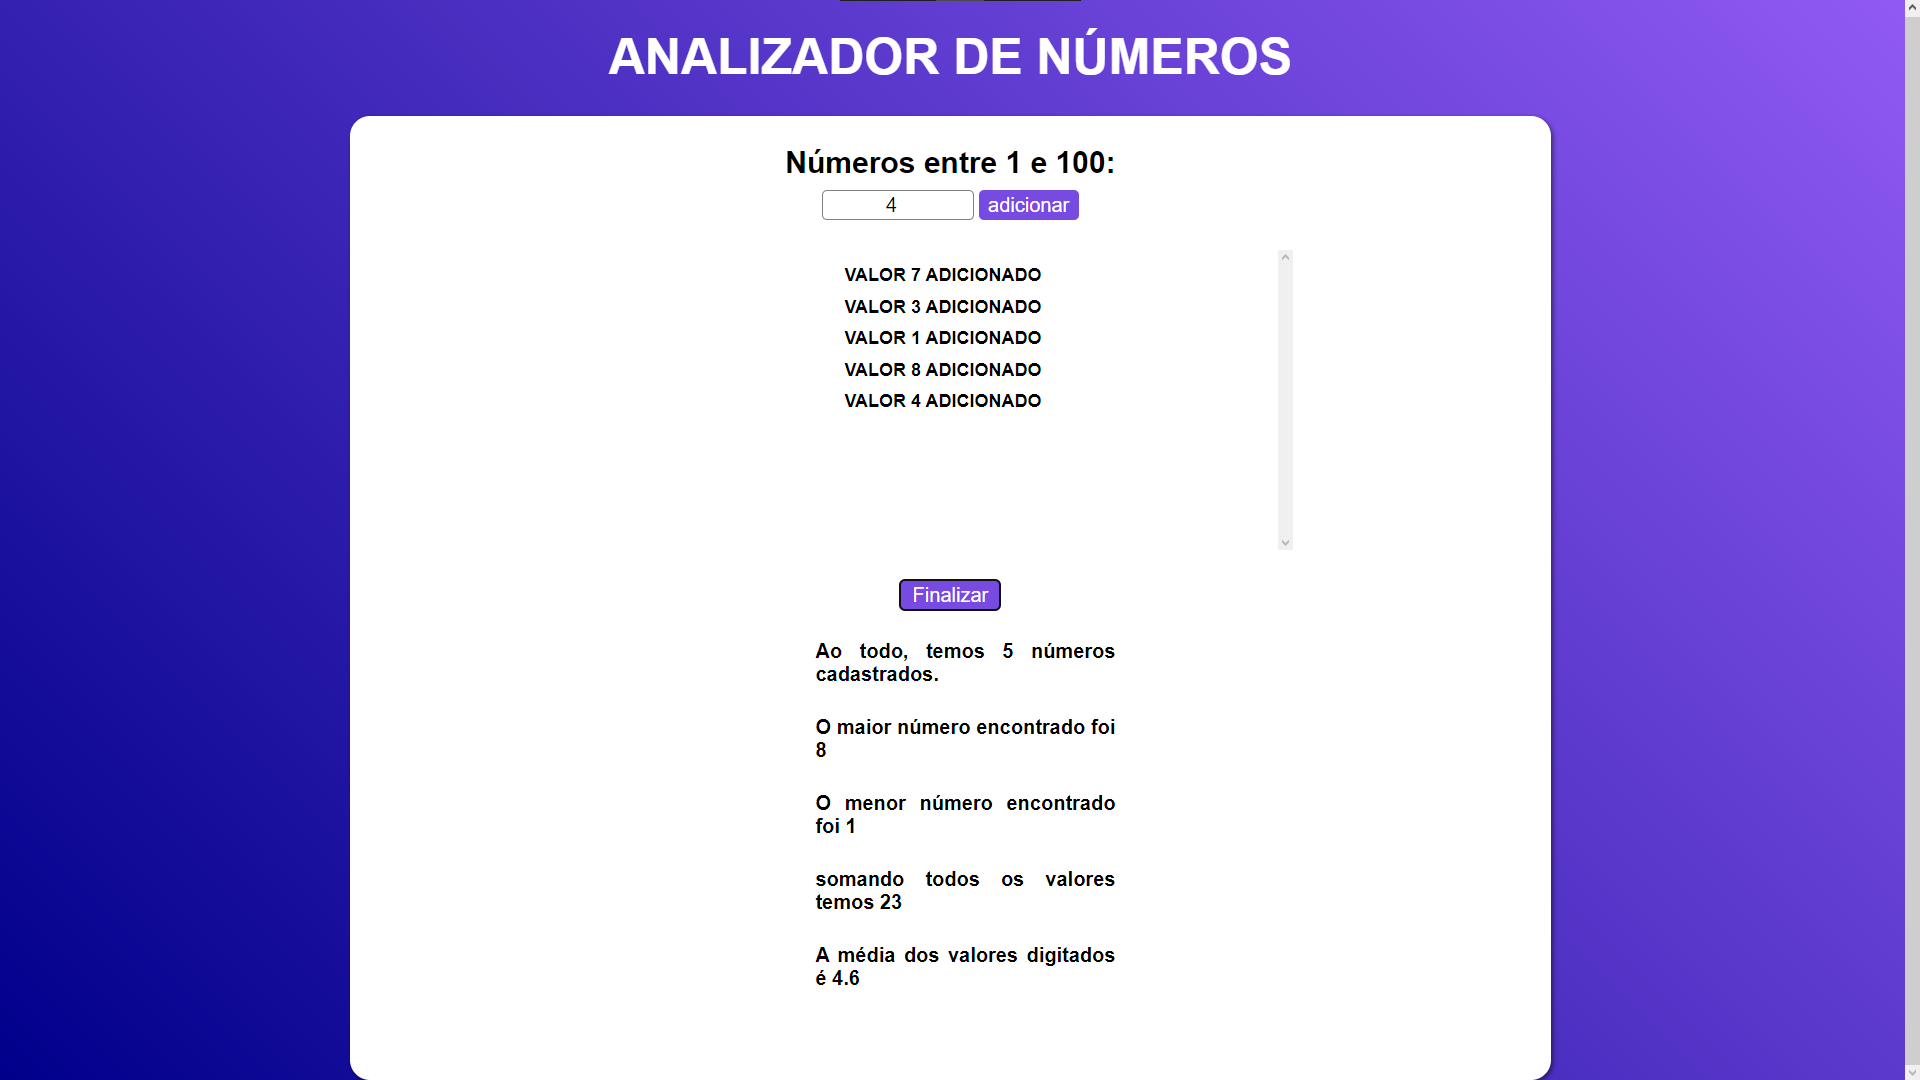 ANALIZADOR DE NÚMEROS
Números entre 1 e 100:
4 adicionar
VALOR 7 ADICIONADO
VALOR 3 ADICIONADO
VALOR 1 ADICIONADO
VALOR 8 ADICIONADO
VALOR 4 ADICIONADO
Finalizar
Ao todo, temos 5 números
cadastrados.
O maior número encontrado foi
8
O menor número encontrado
foi 1
somando todos os valores
temos 23
A média dos valores digitados
é 4.6